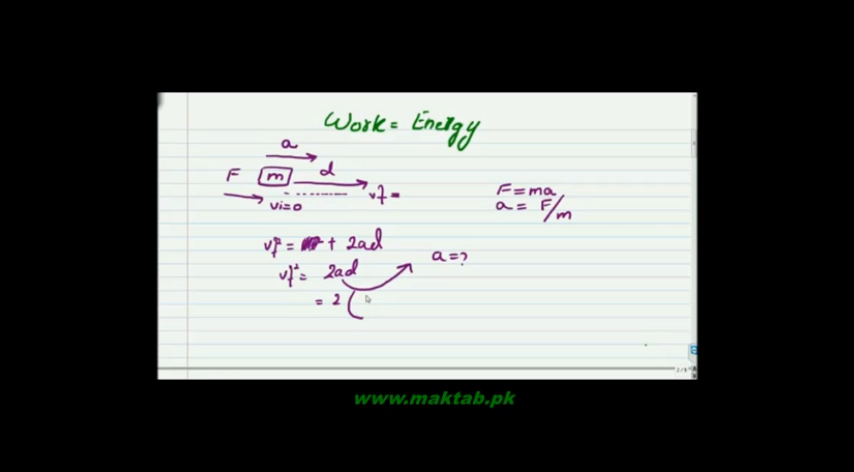 Work = Energy
a
F m d
vi=0 vf =
F = ma
a = F/m
vf² = + 2ad
vf² = 2ad
a = ?
= 2 (
www.maktab.pk